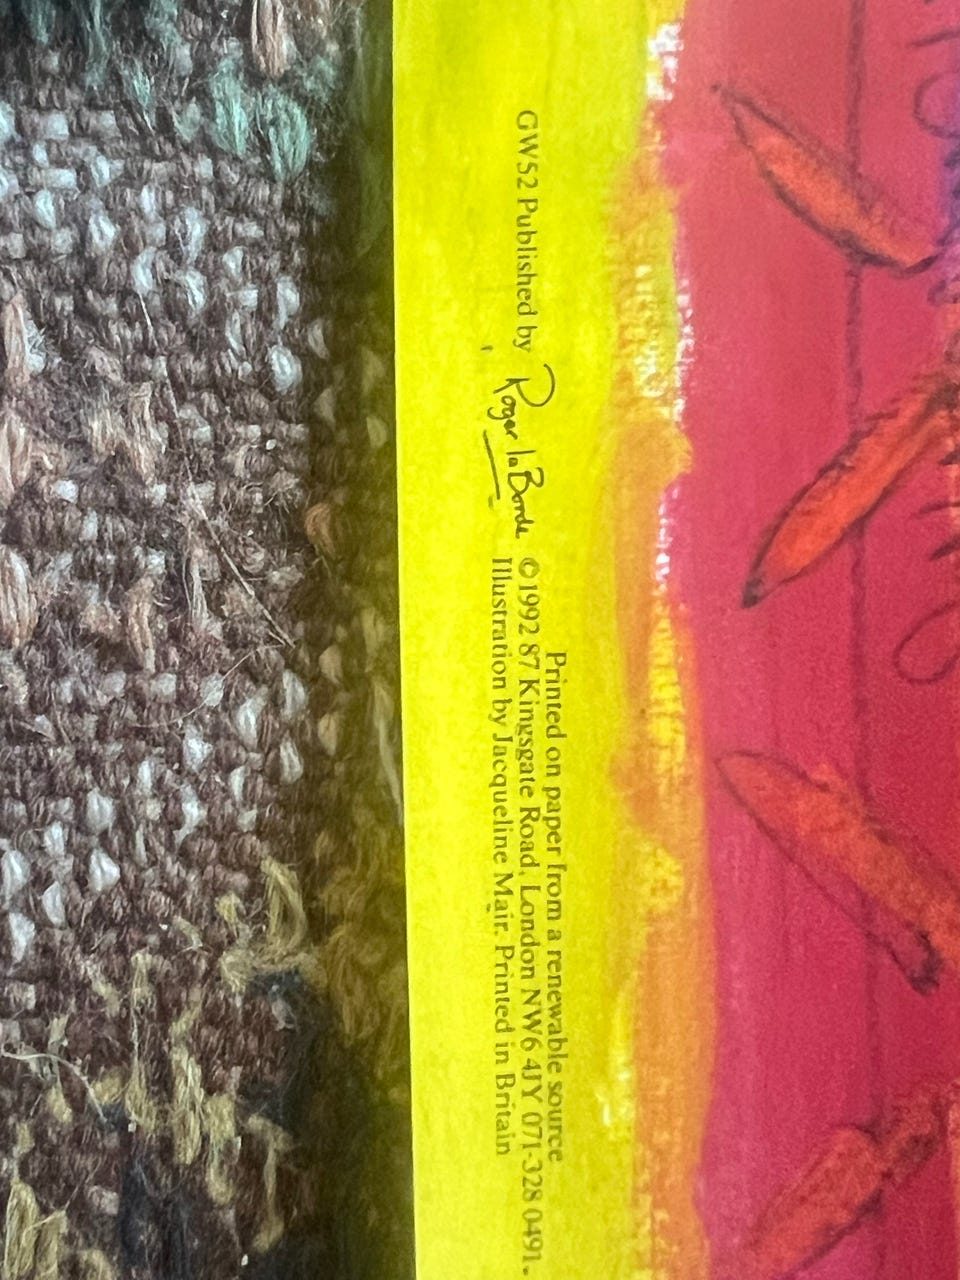 Printed on paper from a renewable source
GW52 Published by Roger la Borde ©1992 87 Kingsgate Road, London NW6 4JY 071-328 0491.
Illustration by Jacqueline Mair. Printed in Britain